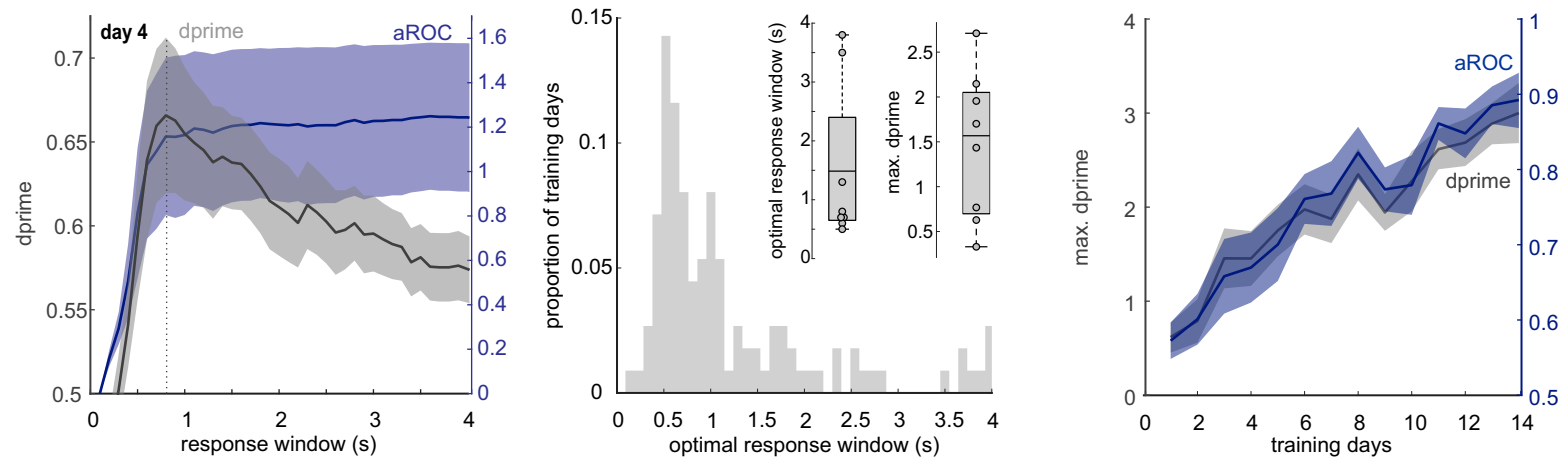 day 4
dprime
aROC
0.7
0.65
0.6
0.55
0.5
dprime
1.6
1.4
1.2
1
0.8
0.6
0.4
0.2
0
0 1 2 3 4
response window (s)
0.15
0.1
0.05
0
proportion of training days
0 0.5 1 1.5 2 2.5 3 3.5 4
optimal response window (s)
4
3
2
1
0
optimal response window (s)
2.5
2
1.5
1
0.5
max. dprime
4
3
2
1
0
max. dprime
aROC
dprime
1
0.9
0.8
0.7
0.6
0.5
0 2 4 6 8 10 12 14
training days